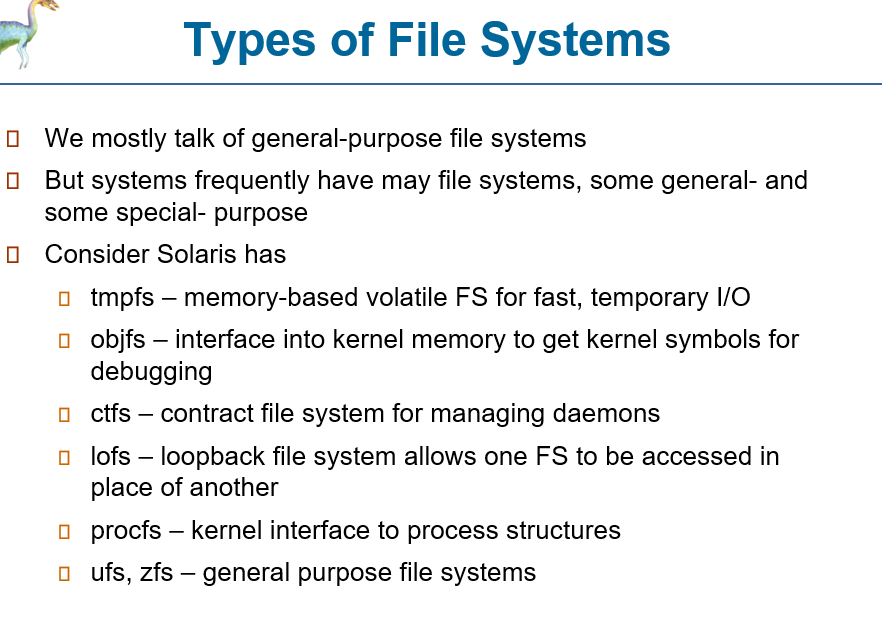 Types of File Systems
We mostly talk of general-purpose file systems
But systems frequently have may file systems, some general- and
some special- purpose
Consider Solaris has
tmpfs – memory-based volatile FS for fast, temporary I/O
objfs – interface into kernel memory to get kernel symbols for
debugging
ctfs – contract file system for managing daemons
lofs – loopback file system allows one FS to be accessed in
place of another
procfs – kernel interface to process structures
ufs, zfs – general purpose file systems